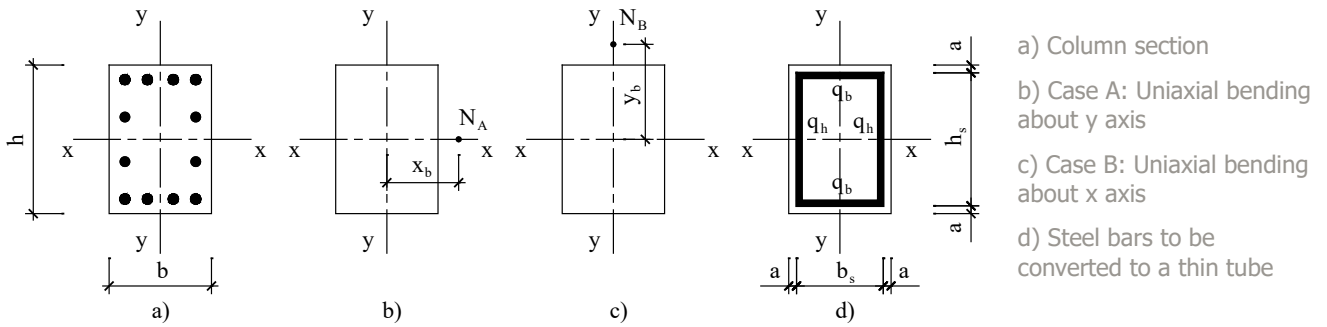 y
y
N_B
y
y
a
a) Column section
b) Case A: Uniaxial bending
about y axis
c) Case B: Uniaxial bending
about x axis
d) Steel bars to be
converted to a thin tube
h
y_b
q_b
N_A
q_h
q_h
h_s
x
x
x
x
x
x
x
x
x_b
q_b
y
y
y
y
a
b
a
b_s
a
a)
b)
c)
d)